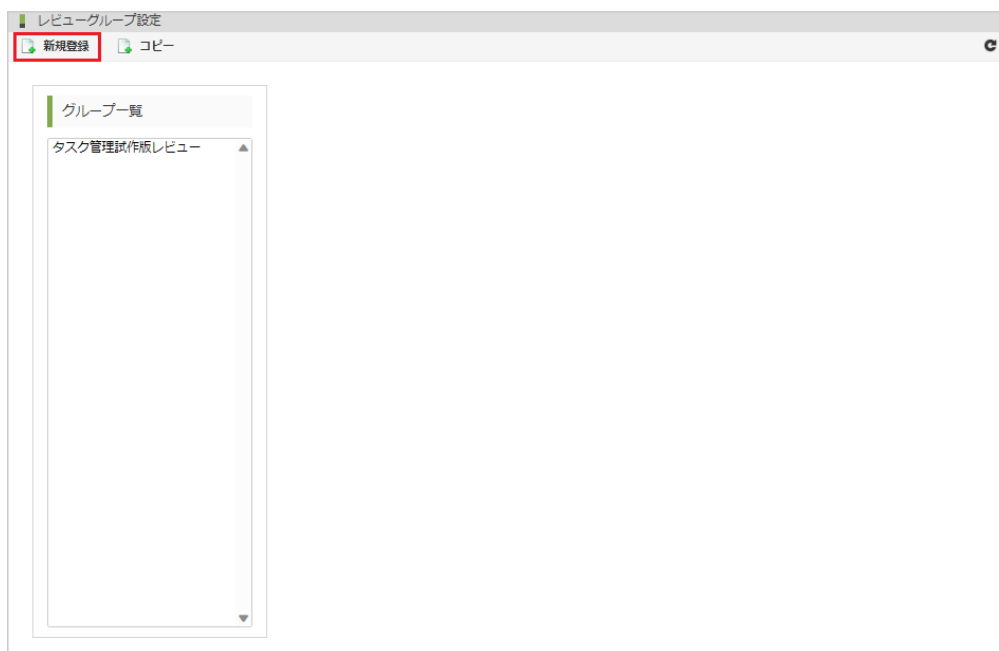 レビューグループ設定
新規登録 コピー
グループ一覧
タスク管理試作版レビュー